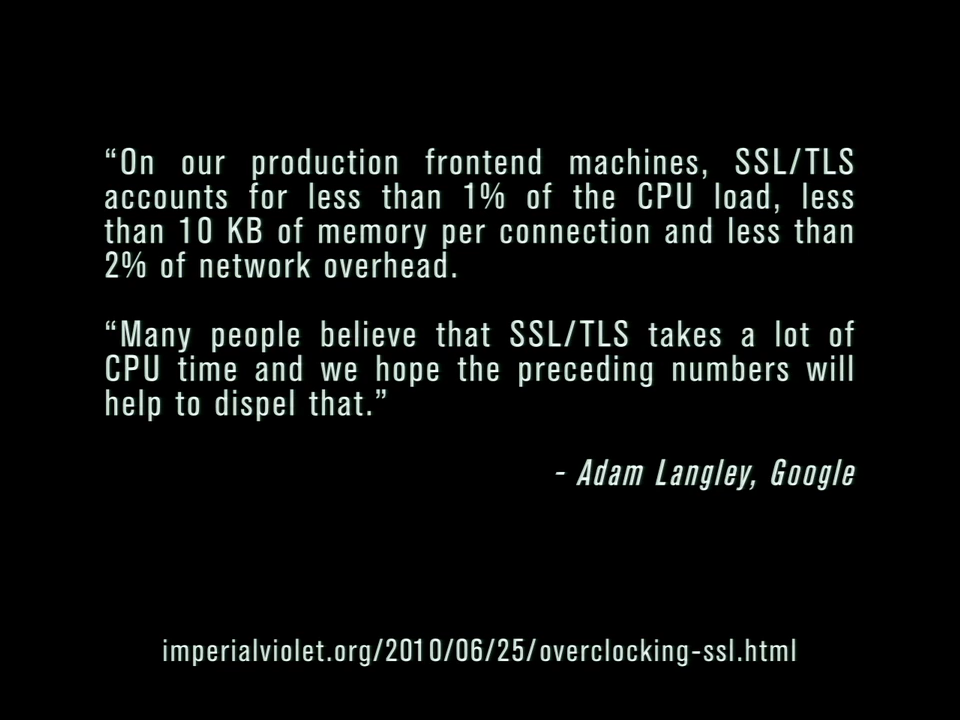 “On our production frontend machines, SSL/TLS
accounts for less than 1% of the CPU load, less
than 10 KB of memory per connection and less than
2% of network overhead.
“Many people believe that SSL/TLS takes a lot of
CPU time and we hope the preceding numbers will
help to dispel that.”
- Adam Langley, Google
imperialviolet.org/2010/06/25/overclocking-ssl.html